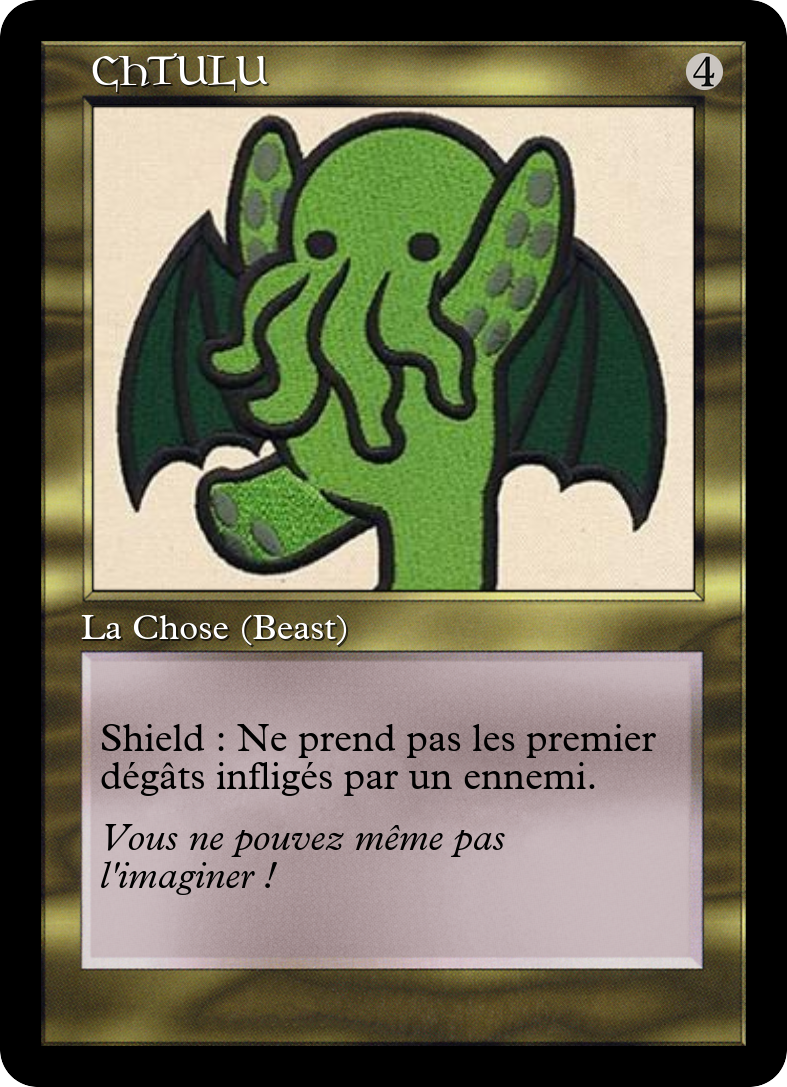 ChTULU
4
La Chose (Beast)
Shield : Ne prend pas les premier
dégâts infligés par un ennemi.
Vous ne pouvez même pas
l'imaginer !